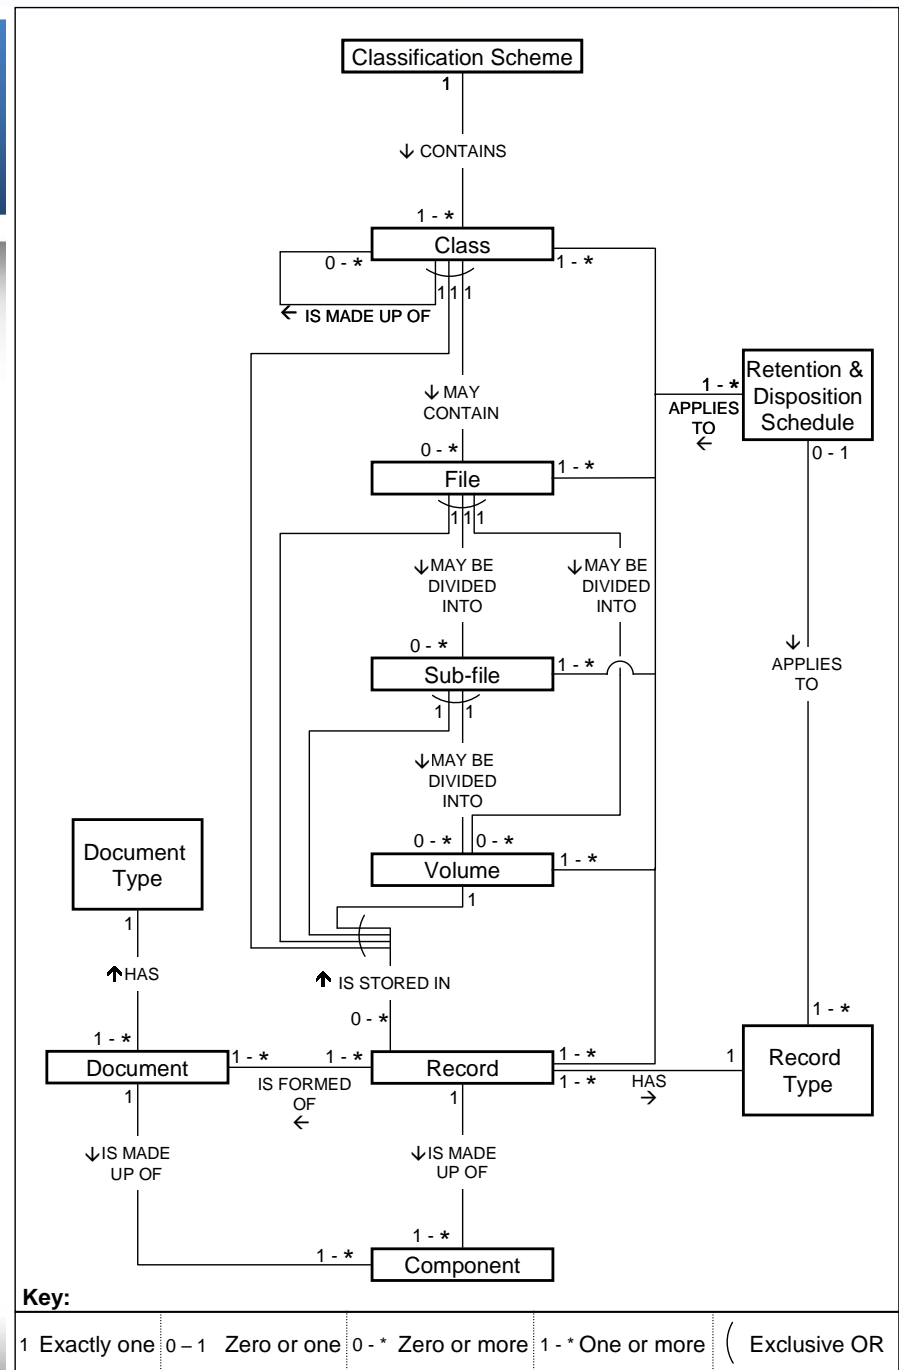 Classification Scheme
1
↓ CONTAINS
1 - *
Class
0 - *
1 - *
1 1 1
← IS MADE UP OF
↓ MAY
CONTAIN
Retention &
Disposition
Schedule
1 - *
APPLIES
TO
←
0 - 1
0 - *
File
1 - *
1 1 1
↓ MAY BE
DIVIDED
INTO
↓ MAY BE
DIVIDED
INTO
0 - *
Sub-file
1 - *
1 1
↓
APPLIES
TO
↓ MAY BE
DIVIDED
INTO
0 - * 0 - *
Volume
1 - *
1
Document
Type
1
↑ HAS
↑ IS STORED IN
0 - *
1 - *
Document
1 - *
1 - *
IS FORMED
OF
←
Record
1 - *
1 - *
HAS
→
1
1 - *
Record
Type
1
↓ IS MADE
UP OF
1
↓ IS MADE
UP OF
1 - *
1 - *
Component
Key:
1 Exactly one 0 – 1 Zero or one 0 - * Zero or more 1 - * One or more ( Exclusive OR